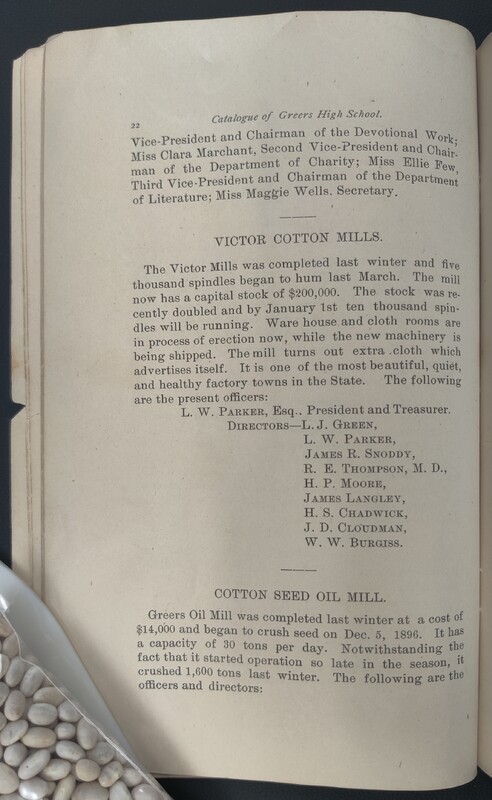 22
Catalogue of Greers High School.
Vice-President and Chairman of the Devotional Work;
Miss Clara Marchant, Second Vice-President and Chair-
man of the Department of Charity; Miss Ellie Few,
Third Vice-President and Chairman of the Department
of Literature; Miss Maggie Wells. Secretary.
VICTOR COTTON MILLS.
The Victor Mills was completed last winter and five
thousand spindles began to hum last March. The mill
now has a capital stock of $200,000. The stock was re-
cently doubled and by January 1st ten thousand spin-
dles will be running. Ware house and cloth rooms are
in process of erection now, while the new machinery is
being shipped. The mill turns out extra cloth which
advertises itself. It is one of the most beautiful, quiet,
and healthy factory towns in the State. The following
are the present officers:
L. W. PARKER, Esq.. President and Treasurer.
DIRECTORS—L. J. GREEN,
L. W. PARKER,
JAMES R. SNODDY,
R. E. THOMPSON, M. D.,
H. P. MOORE,
JAMES LANGLEY,
H. S. CHADWICK,
J. D. CLOUDMAN,
W. W. BURGISS.
COTTON SEED OIL MILL.
Greers Oil Mill was completed last winter at a cost of
$14,000 and began to crush seed on Dec. 5, 1896. It has
a capacity of 30 tons per day. Notwithstanding the
fact that it started operation so late in the season, it
crushed 1,600 tons last winter. The following are the
officers and directors: